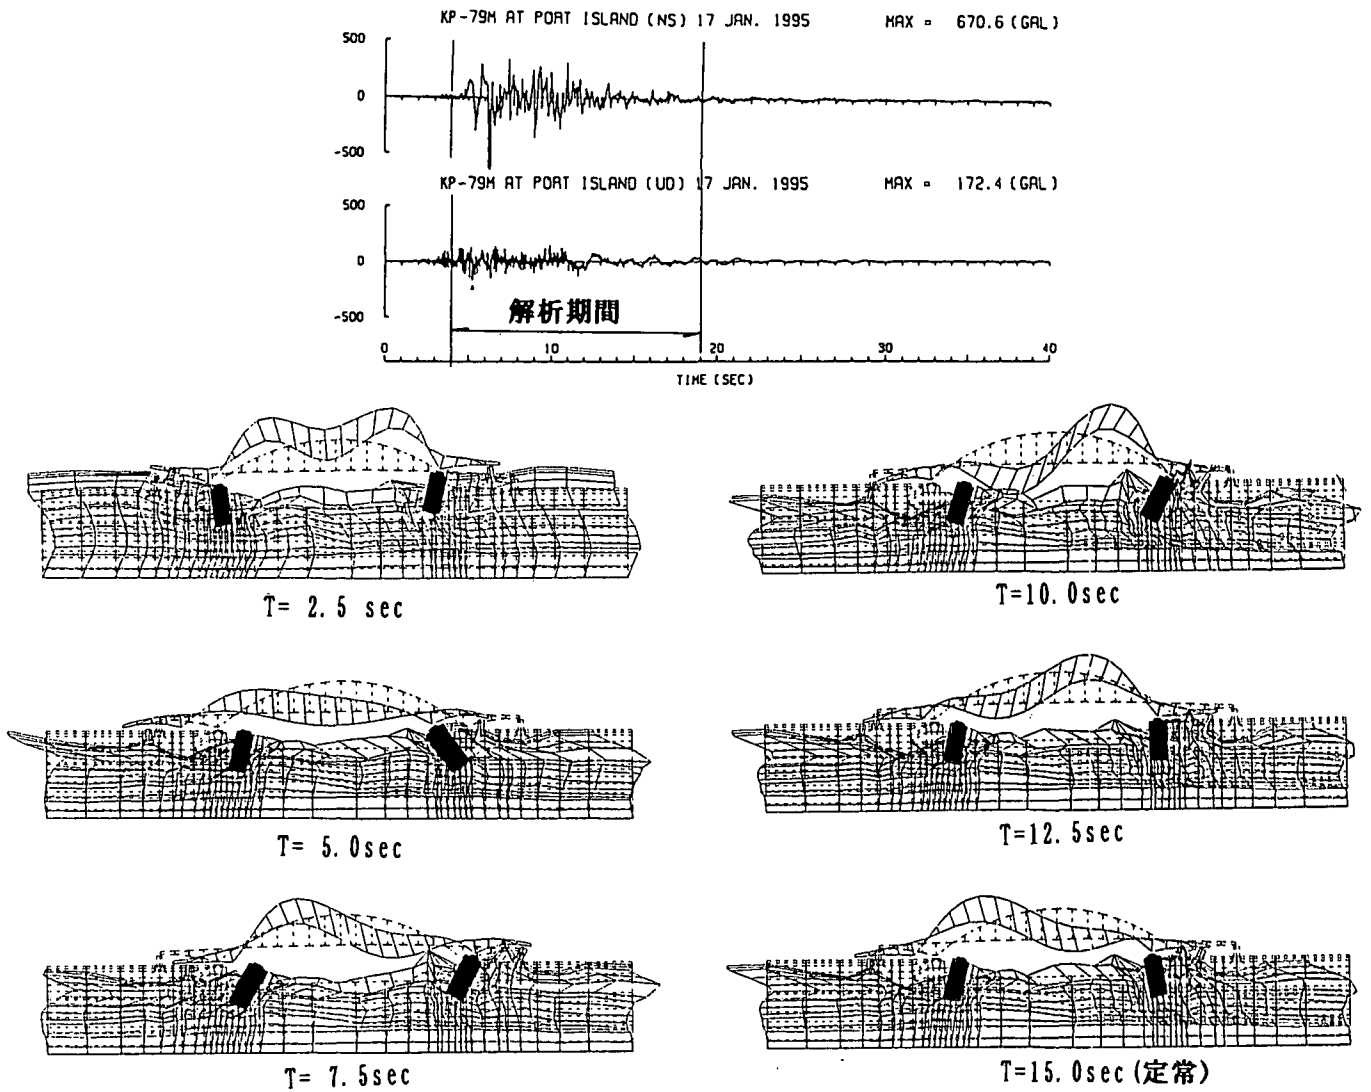 KP-79M AT PORT ISLAND (NS) 17 JAN. 1995 MAX = 670.6 (GAL)
500
0
-500
KP-79M AT PORT ISLAND (UD) 17 JAN. 1995 MAX = 172.4 (GAL)
500
0
-500
解析期間
0 10 20 30 40
TIME (SEC)
T= 2.5 sec
T=10.0sec
T= 5.0sec
T=12.5sec
T= 7.5sec
T=15.0sec (定常)